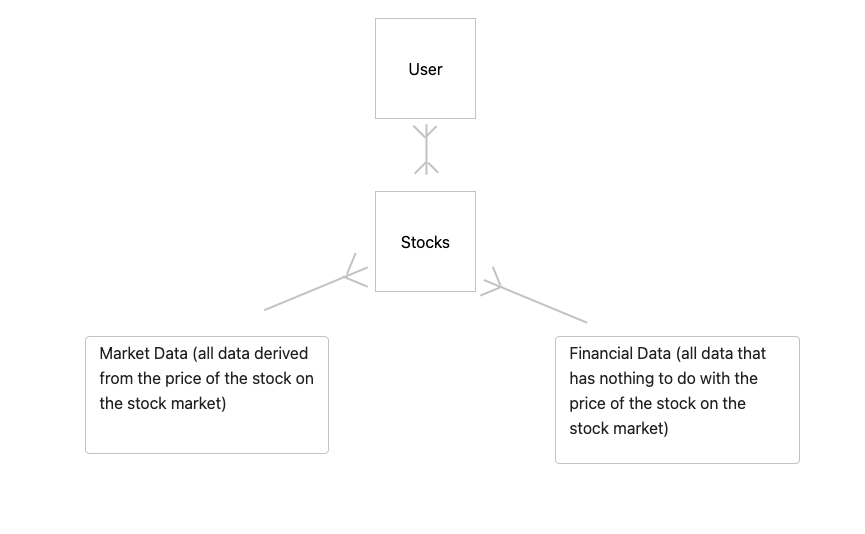 User
Stocks
Market Data (all data derived
from the price of the stock on
the stock market)
Financial Data (all data that
has nothing to do with the
price of the stock on the
stock market)